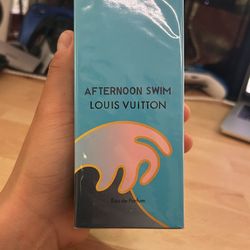 AFTERNOON SWIM
LOUIS VUITTON
Eau de Parfum